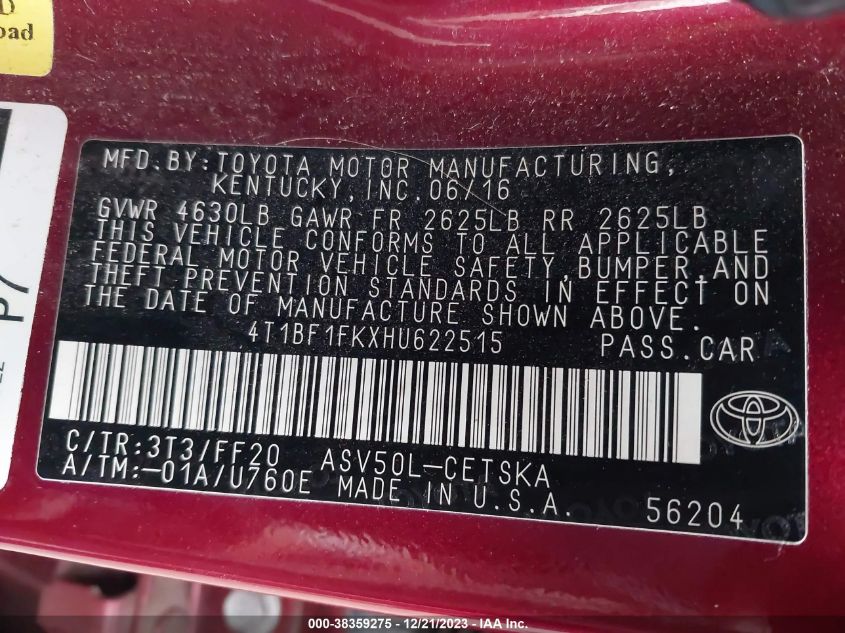 D
oad
P7
22
MFD.BY:TOYOTA MOTOR MANUFACTURING,
KENTUCKY,INC.06/16
GVWR 4630LB GAWR FR 2625LB RR 2625LB
THIS VEHICLE CONFORMS TO ALL APPLICABLE
FEDERAL MOTOR VEHICLE SAFETY,BUMPER,AND
THEFT PREVENTION STANDARDS IN EFFECT ON
THE DATE OF MANUFACTURE SHOWN ABOVE.
4T1BF1FKXHU622515 PASS.CAR
C/TR:3T3/FF20 ASV50L-CETSKA
A/TM:-01A/U760E MADE IN U.S.A. 56204
000-38359275 - 12/21/2023 - IAA Inc.